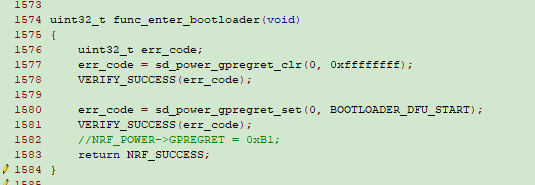 1573
1574 uint32_t func_enter_bootloader(void)
1575 {
1576 uint32_t err_code;
1577 err_code = sd_power_gpregret_clr(0, 0xffffffff);
1578 VERIFY_SUCCESS(err_code);
1579
1580 err_code = sd_power_gpregret_set(0, BOOTLOADER_DFU_START);
1581 VERIFY_SUCCESS(err_code);
1582 //NRF_POWER->GPREGRET = 0xB1;
1583 return NRF_SUCCESS;
1584 }
1585